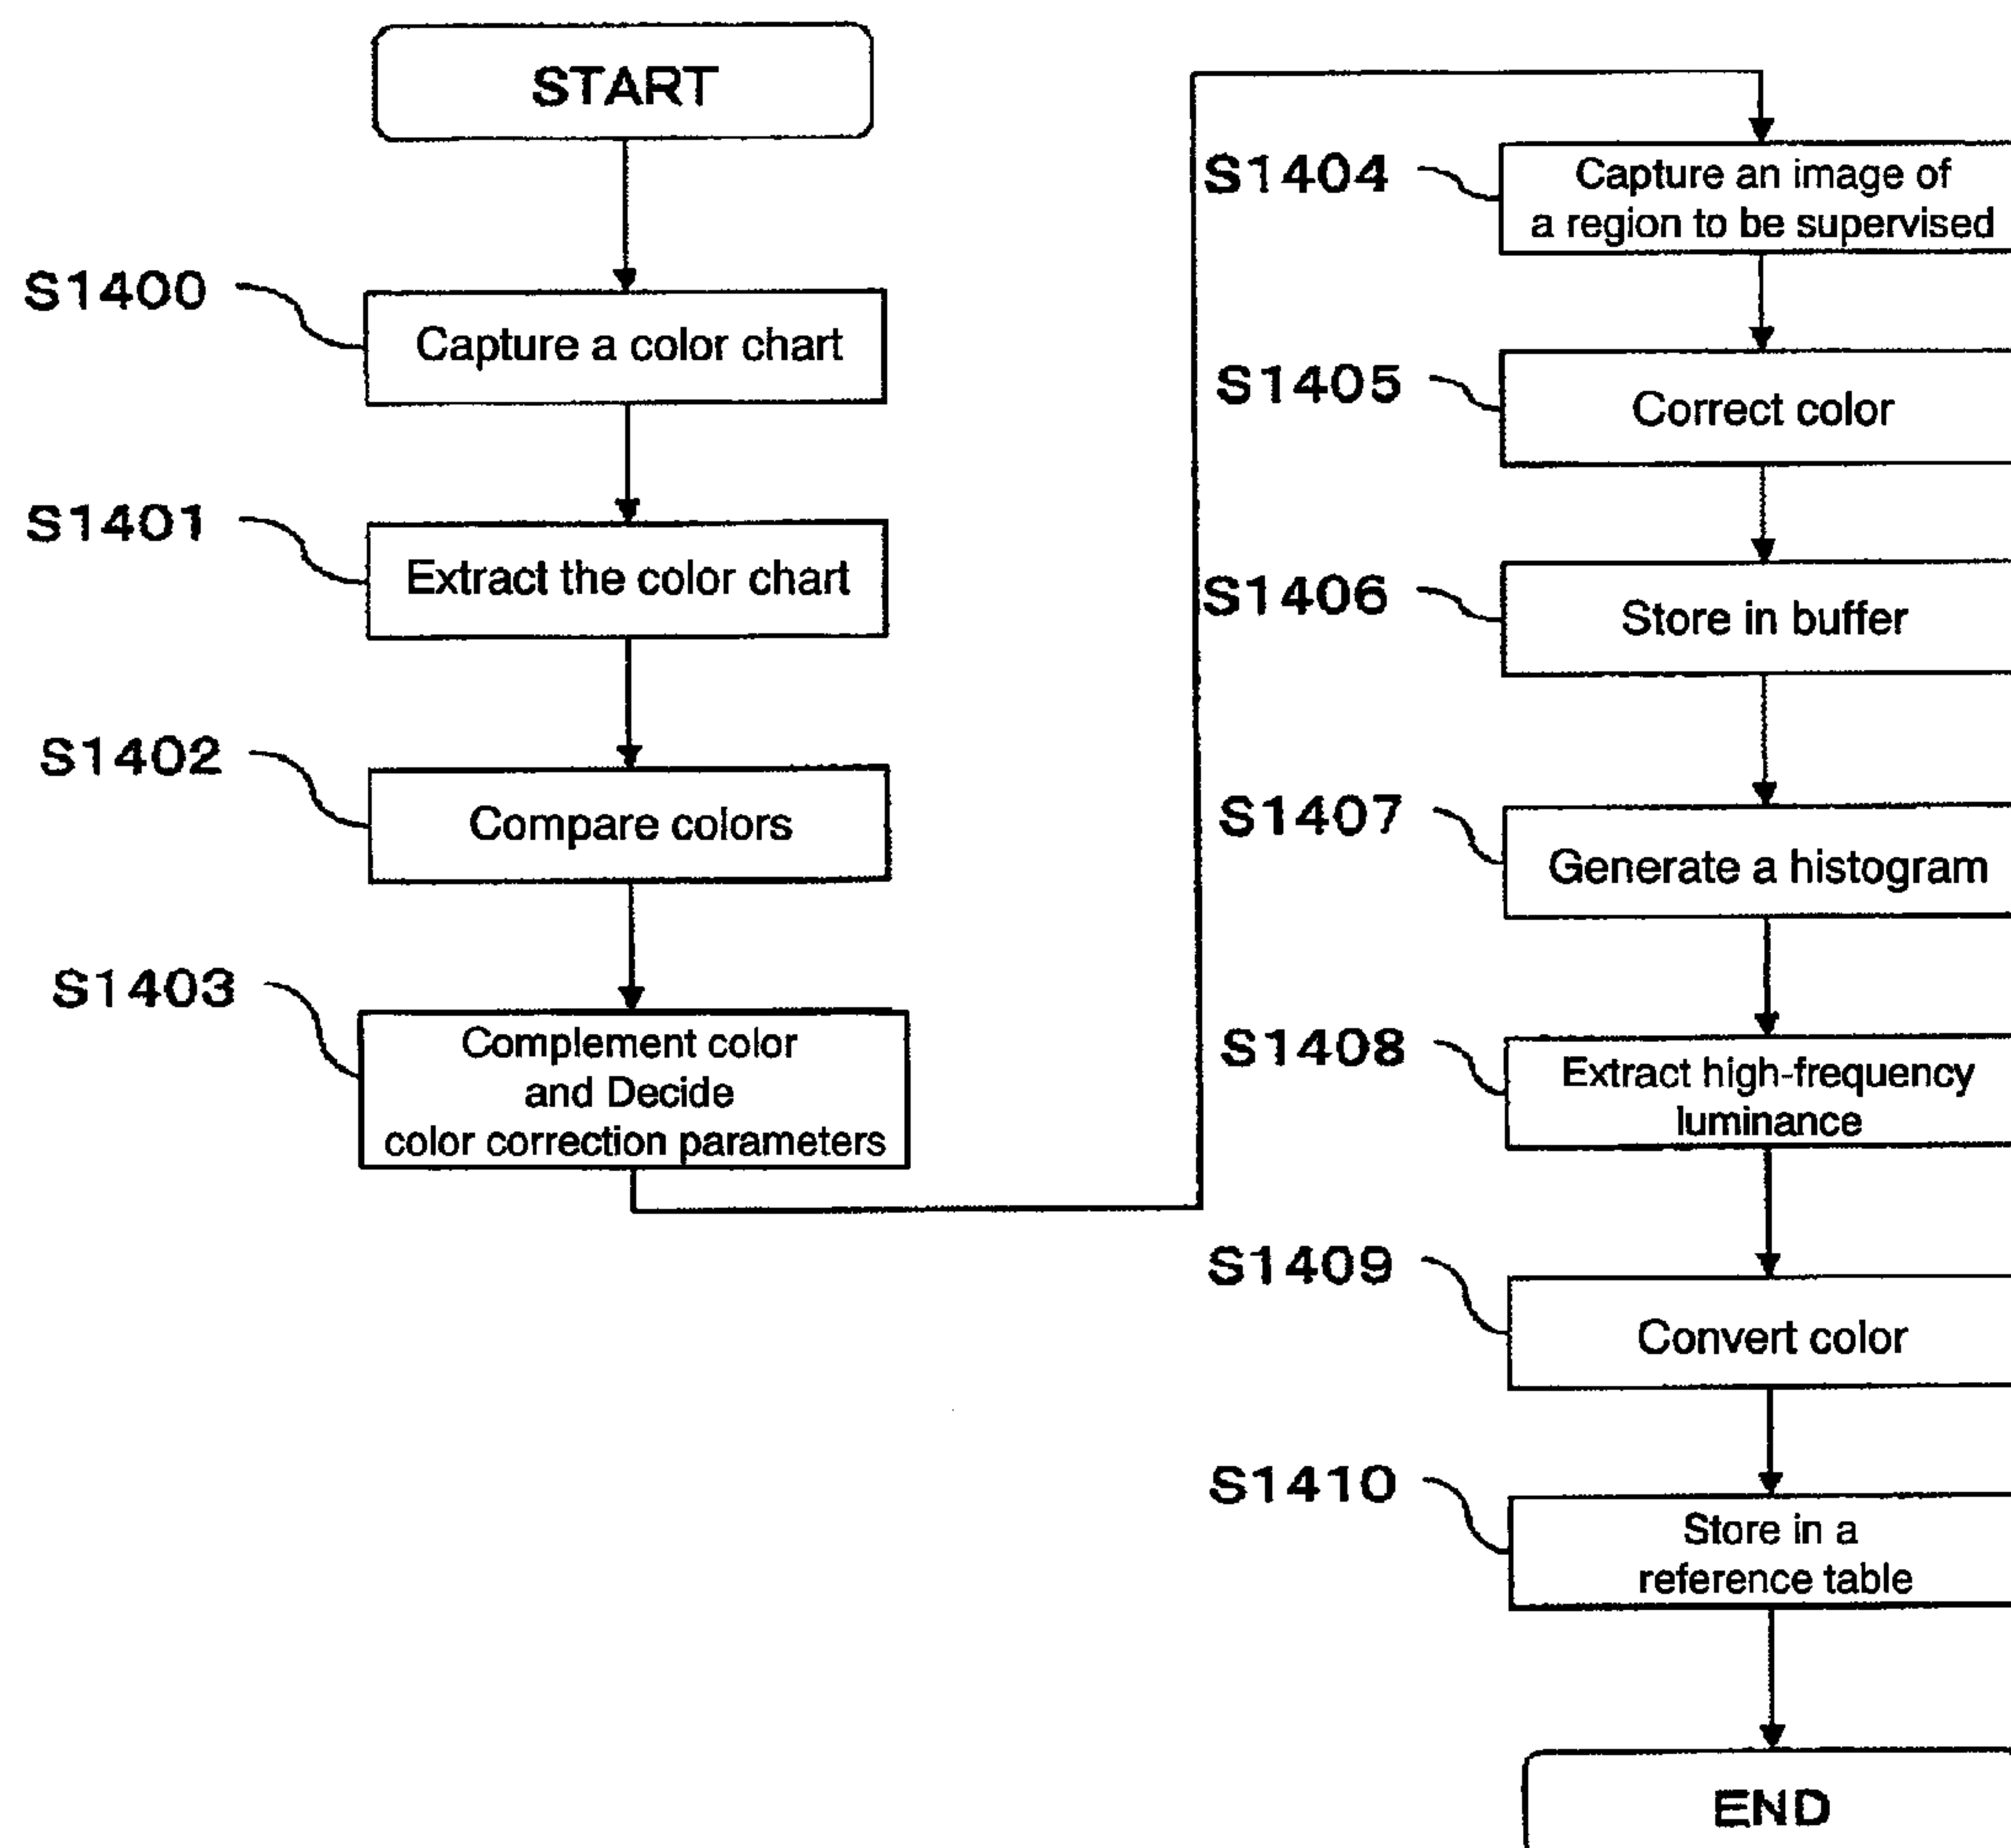 START
S1400
Capture a color chart
S1401
Extract the color chart
S1402
Compare colors
S1403
Complement color
and Decide
color correction parameters
S1404
Capture an image of
a region to be supervised
S1405
Correct color
S1406
Store in buffer
S1407
Generate a histogram
S1408
Extract high-frequency
luminance
S1409
Convert color
S1410
Store in a
reference table
END